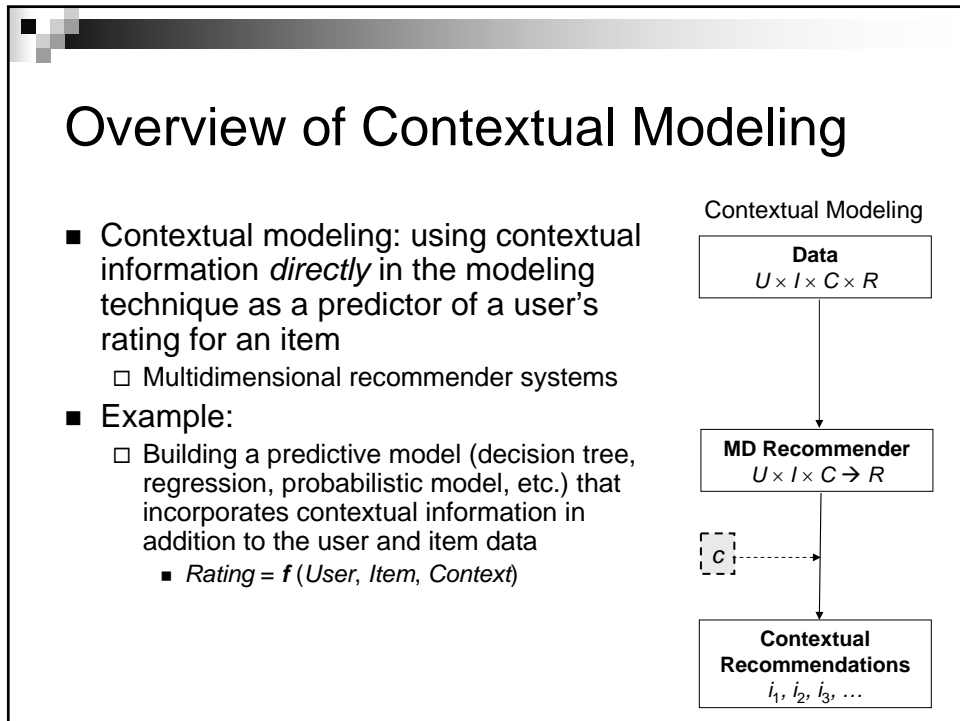 Overview of Contextual Modeling
■ Contextual modeling: using contextual
information directly in the modeling
technique as a predictor of a user's
rating for an item
□ Multidimensional recommender systems
■ Example:
□ Building a predictive model (decision tree,
regression, probabilistic model, etc.) that
incorporates contextual information in
addition to the user and item data
■ Rating = f (User, Item, Context)
Contextual Modeling
Data
U × I × C × R
MD Recommender
U × I × C → R
c
Contextual
Recommendations
i₁, i₂, i₃, …